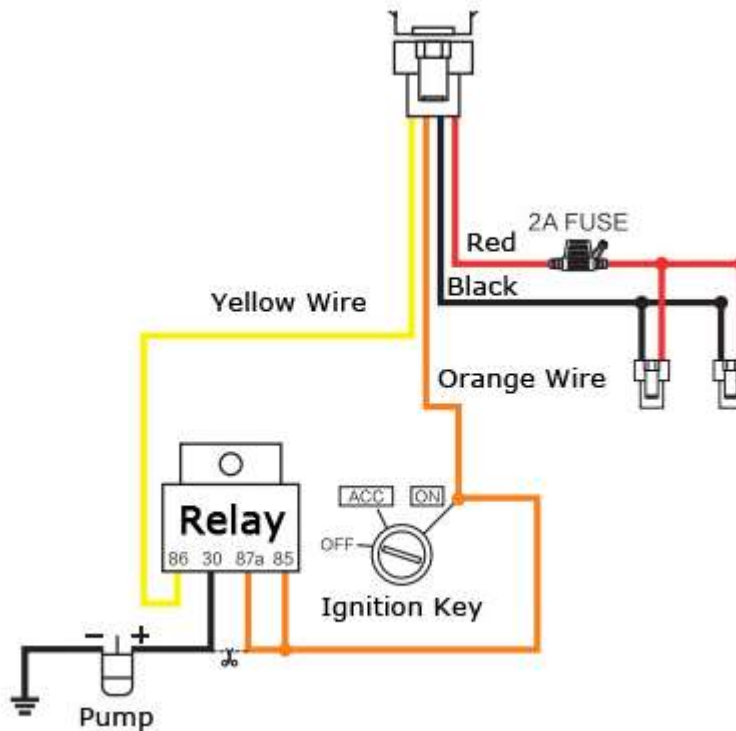 2A FUSE
Red
Black
Yellow Wire
Orange Wire
ACC ON
Relay
OFF
86 30 87a 85
Ignition Key
- +
Pump